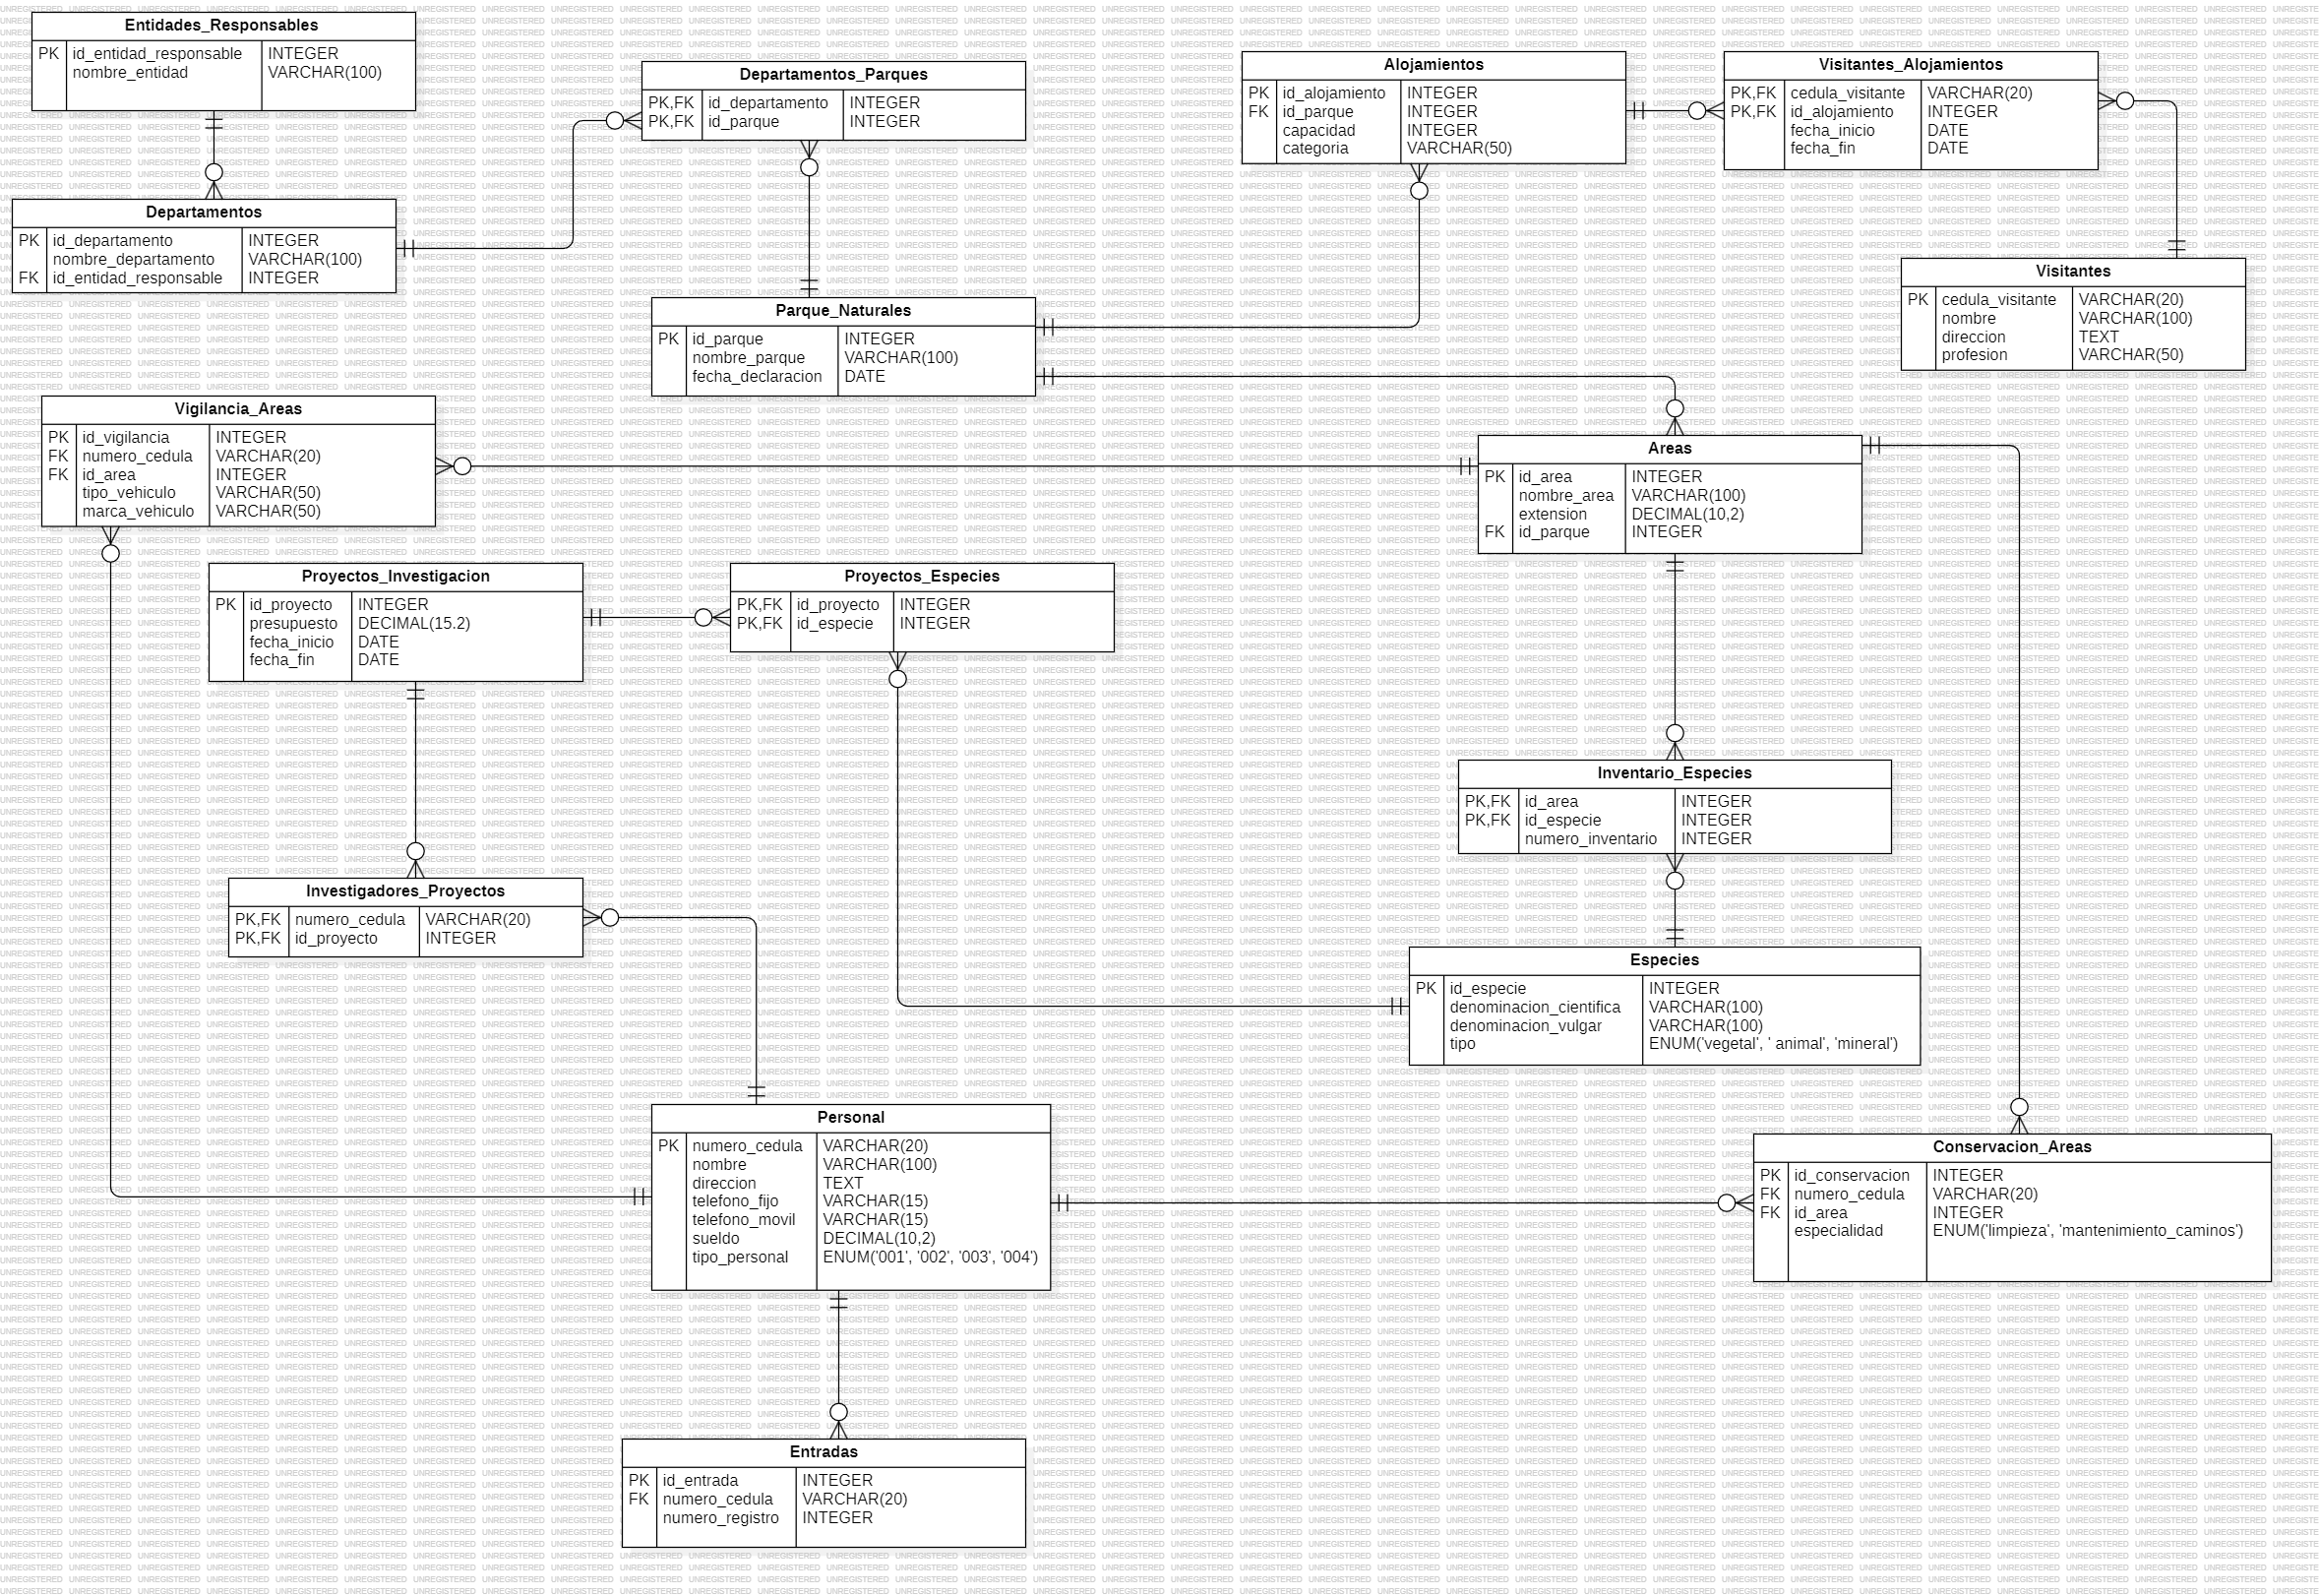 Entidades_Responsables
PK id_entidad_responsable INTEGER
nombre_entidad VARCHAR(100)
Departamentos_Parques
PK,FK id_departamento INTEGER
PK,FK id_parque INTEGER
Alojamientos
PK id_alojamiento INTEGER
FK id_parque INTEGER
capacidad INTEGER
categoria VARCHAR(50)
Visitantes_Alojamientos
PK,FK cedula_visitante VARCHAR(20)
PK,FK id_alojamiento INTEGER
fecha_inicio DATE
fecha_fin DATE
Departamentos
PK id_departamento INTEGER
nombre_departamento VARCHAR(100)
FK id_entidad_responsable INTEGER
Visitantes
PK cedula_visitante VARCHAR(20)
nombre VARCHAR(100)
direccion TEXT
profesion VARCHAR(50)
Parque_Naturales
PK id_parque INTEGER
nombre_parque VARCHAR(100)
fecha_declaracion DATE
Vigilancia_Areas
PK id_vigilancia INTEGER
FK numero_cedula VARCHAR(20)
FK id_area INTEGER
tipo_vehiculo VARCHAR(50)
marca_vehiculo VARCHAR(50)
Areas
PK id_area INTEGER
nombre_area VARCHAR(100)
extension DECIMAL(10,2)
FK id_parque INTEGER
Proyectos_Investigacion
PK id_proyecto INTEGER
presupuesto DECIMAL(15.2)
fecha_inicio DATE
fecha_fin DATE
Proyectos_Especies
PK,FK id_proyecto INTEGER
PK,FK id_especie INTEGER
Inventario_Especies
PK,FK id_area INTEGER
PK,FK id_especie INTEGER
numero_inventario INTEGER
Investigadores_Proyectos
PK,FK numero_cedula VARCHAR(20)
PK,FK id_proyecto INTEGER
Especies
PK id_especie INTEGER
denominacion_cientifica VARCHAR(100)
denominacion_vulgar VARCHAR(100)
tipo ENUM('vegetal', ' animal', 'mineral')
Personal
PK numero_cedula VARCHAR(20)
nombre VARCHAR(100)
direccion TEXT
telefono_fijo VARCHAR(15)
telefono_movil VARCHAR(15)
sueldo DECIMAL(10,2)
tipo_personal ENUM('001', '002', '003', '004')
Conservacion_Areas
PK id_conservacion INTEGER
FK numero_cedula VARCHAR(20)
FK id_area INTEGER
especialidad ENUM('limpieza', 'mantenimiento_caminos')
Entradas
PK id_entrada INTEGER
FK numero_cedula VARCHAR(20)
numero_registro INTEGER
UNREGISTERED